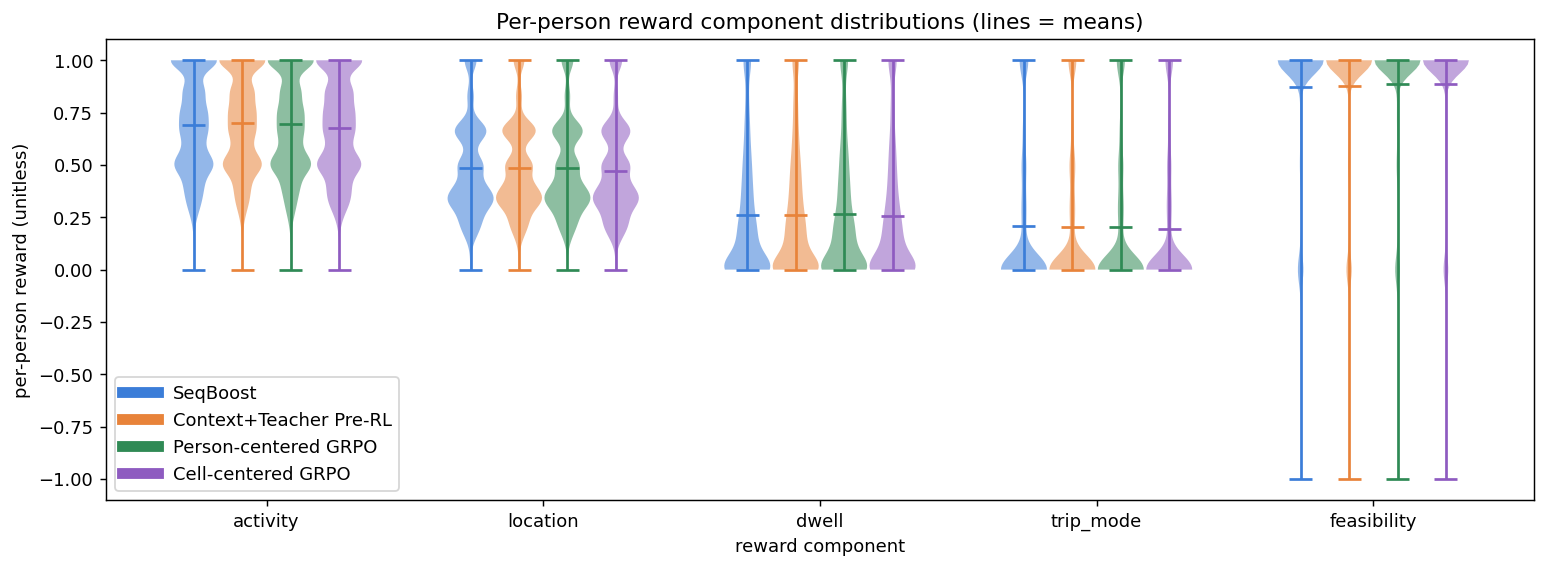 Per-person reward component distributions (lines = means)
per-person reward (unitless)
1.00
0.75
0.50
0.25
0.00
−0.25
−0.50
−0.75
−1.00
SeqBoost
Context+Teacher Pre-RL
Person-centered GRPO
Cell-centered GRPO
activity
location
dwell
trip_mode
feasibility
reward component